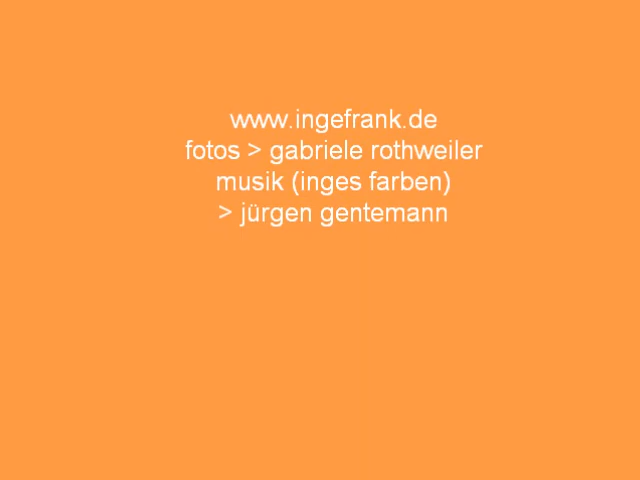 www.ingefrank.de
fotos > gabriele rothweiler
musik (inges farben)
> jürgen gentemann